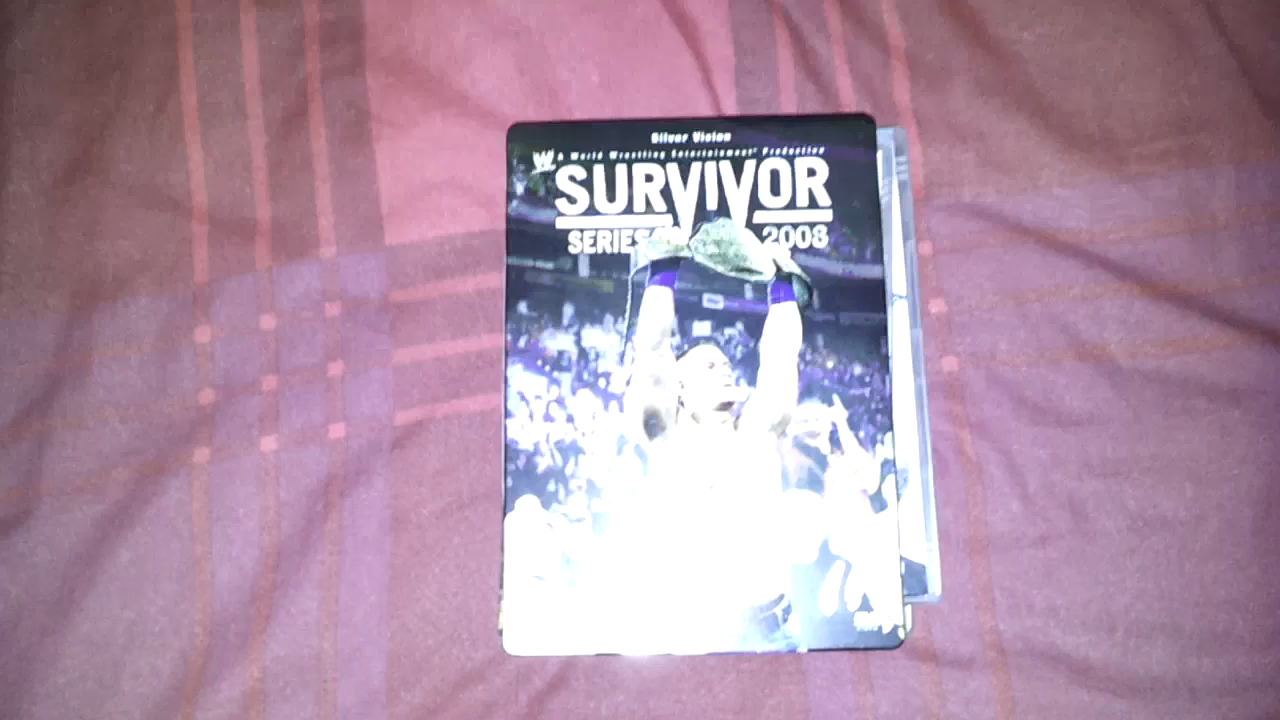 Silver Vision
W
A World Wrestling Entertainment® Production
SURVIVOR
SERIES 2008